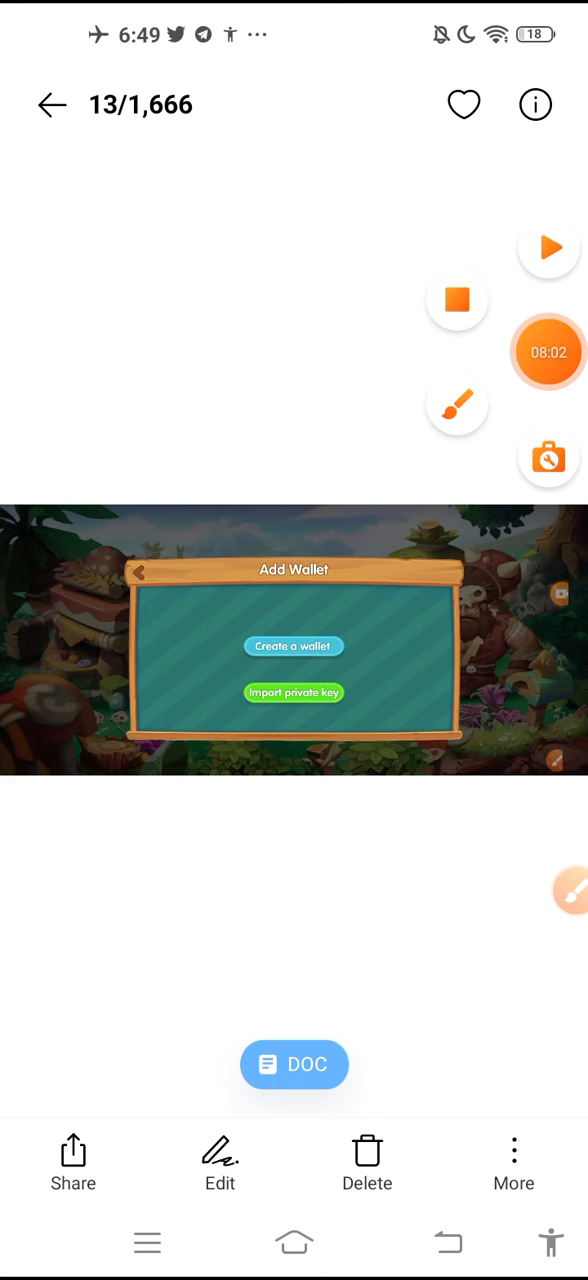 6:49
18
13/1,666
08:02
Add Wallet
Create a wallet
Import private key
DOC
Share Edit Delete More